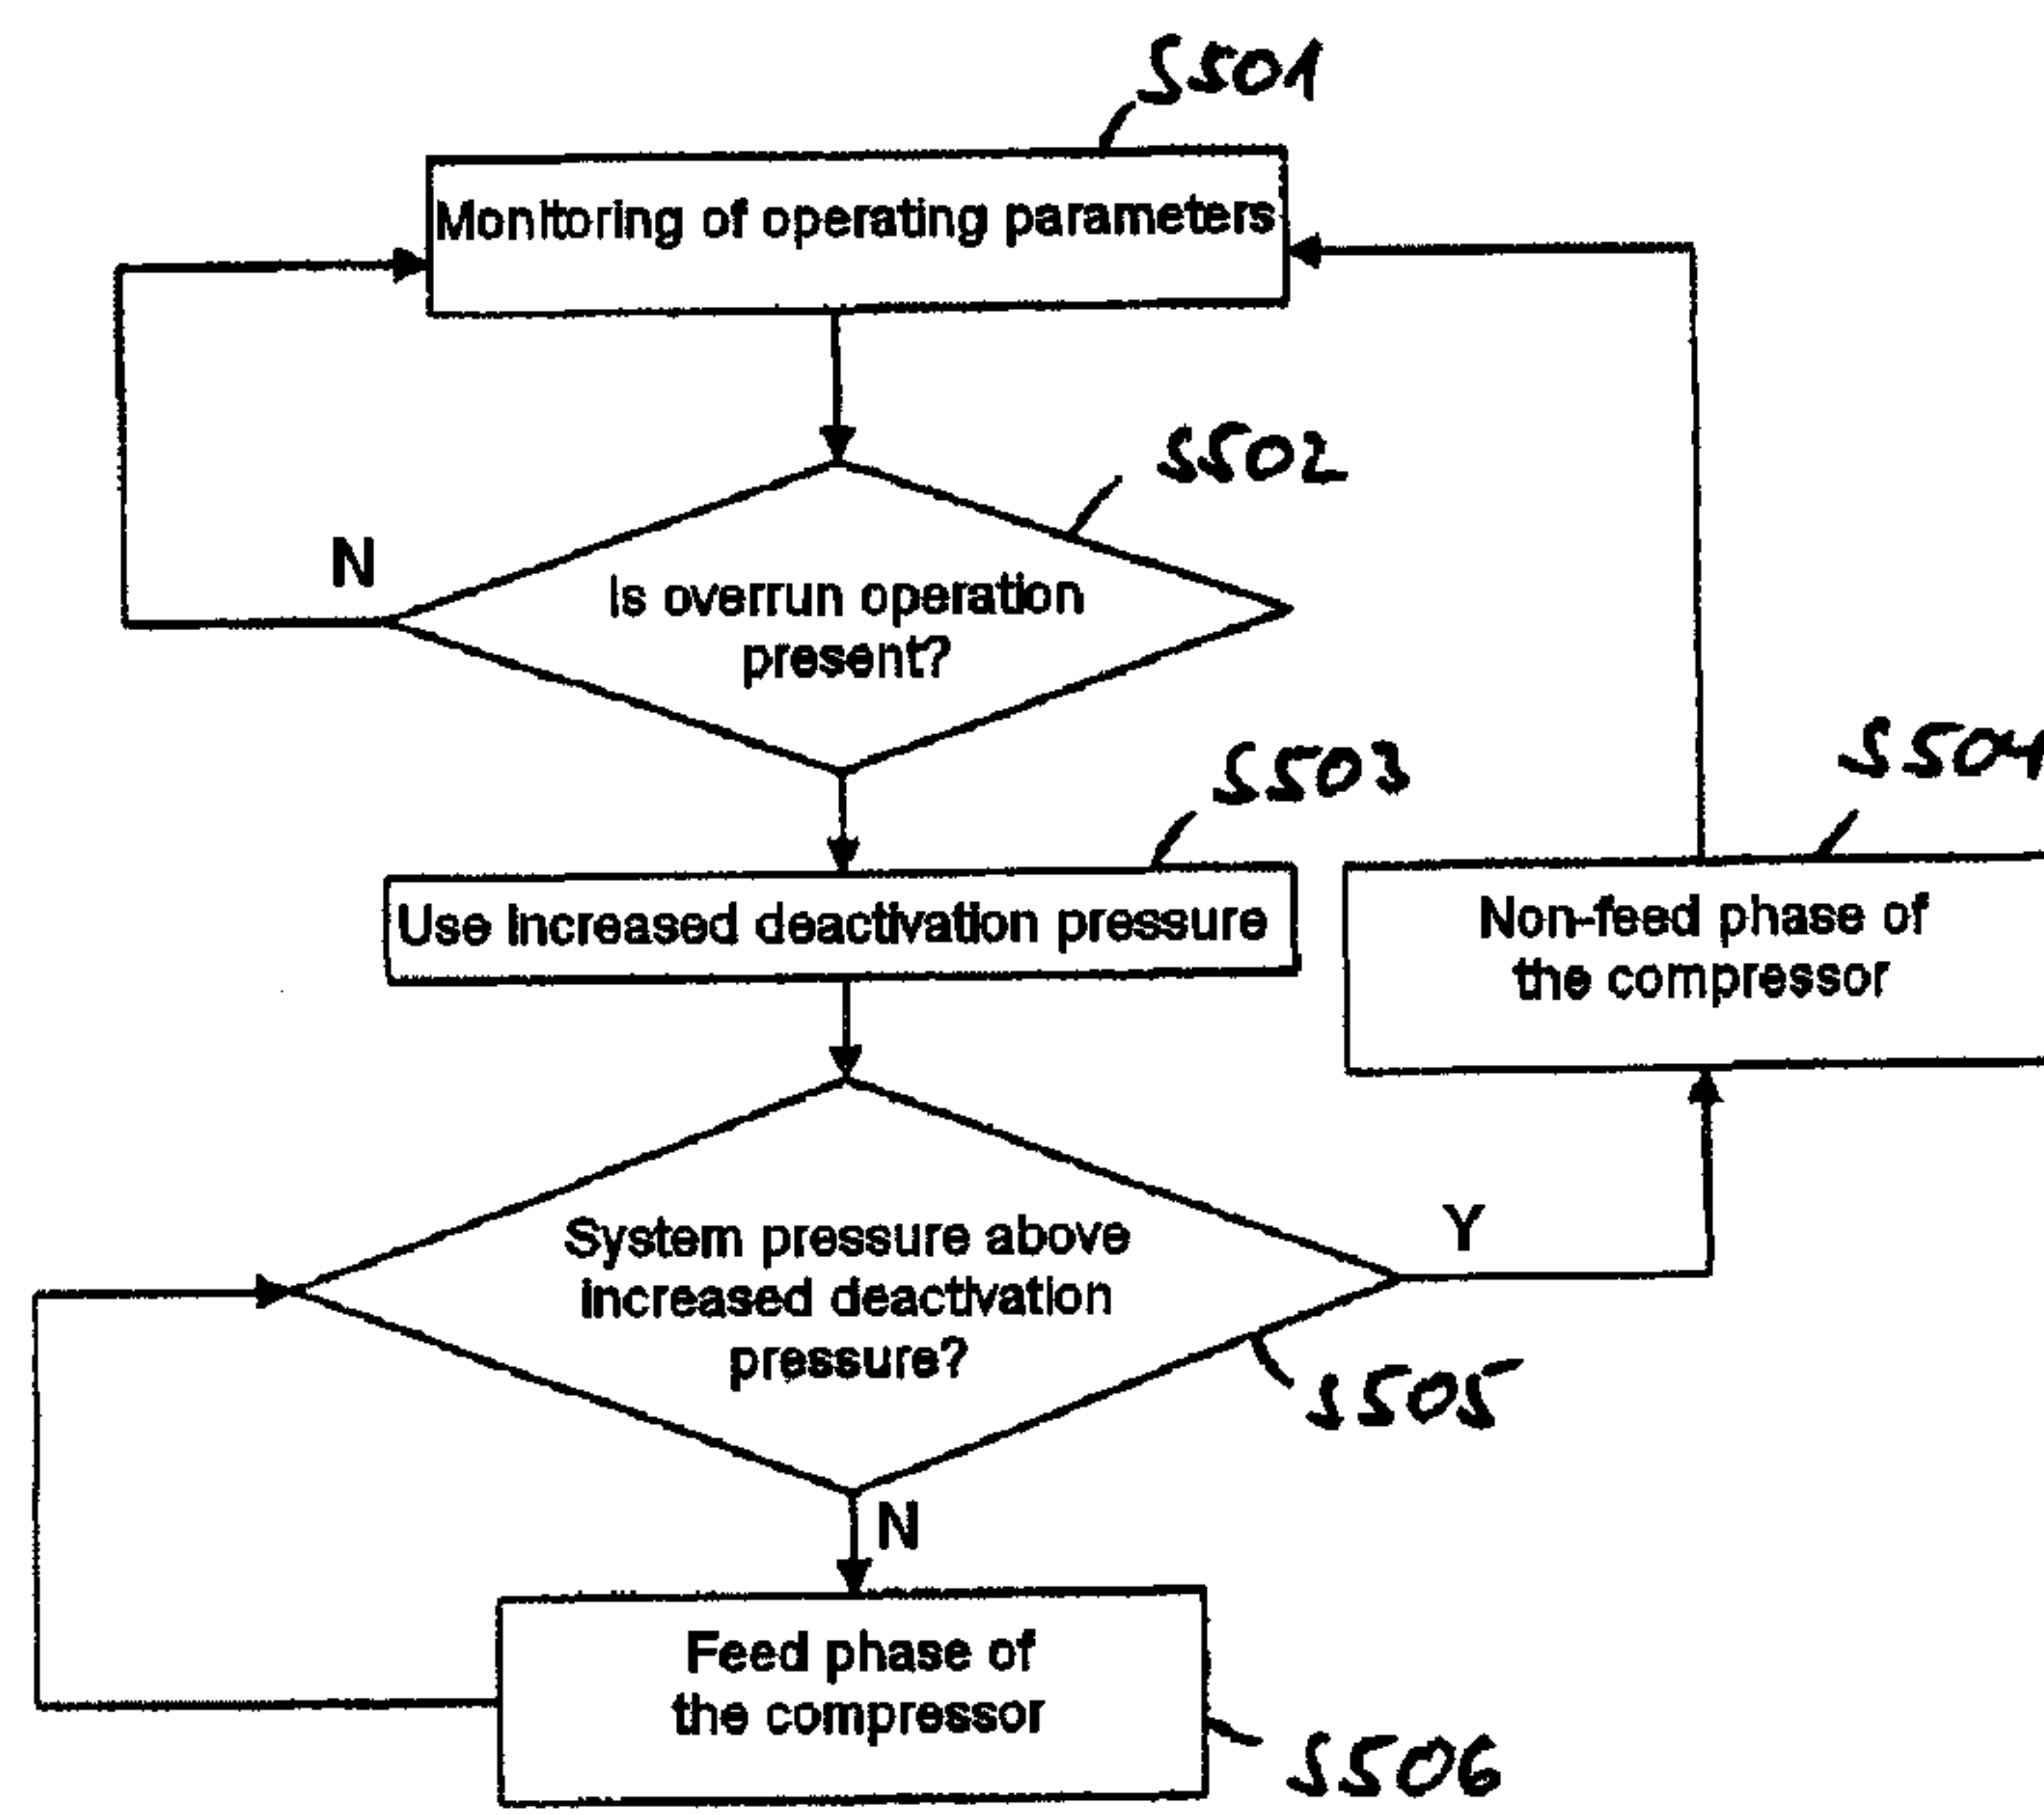 S501
Monitoring of operating parameters
S502
N
Is overrun operation
present?
S503
S504
Use increased deactivation pressure
Non-feed phase of
the compressor
System pressure above
increased deactivation
pressure?
Y
S505
N
Feed phase of
the compressor
S506